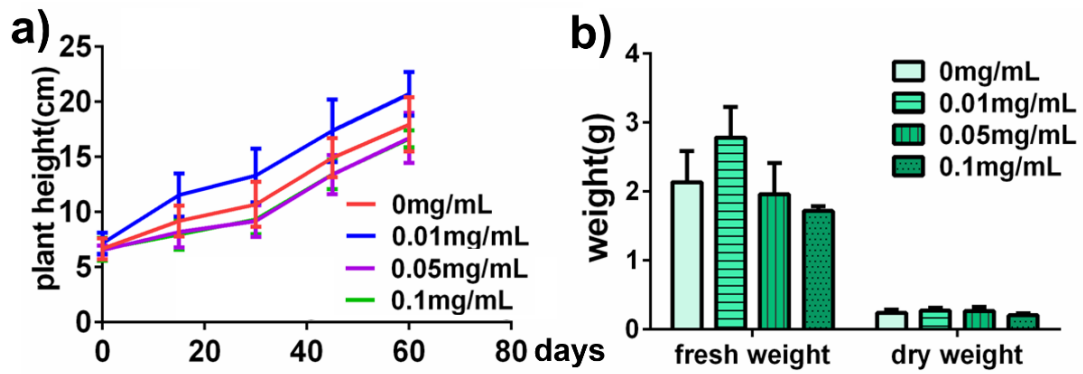 a)
25
20
15
10
5
0
plant height(cm)
0mg/mL
0.01mg/mL
0.05mg/mL
0.1mg/mL
0 20 40 60 80 days
b)
4
3
2
1
0
weight(g)
0mg/mL
0.01mg/mL
0.05mg/mL
0.1mg/mL
fresh weight dry weight